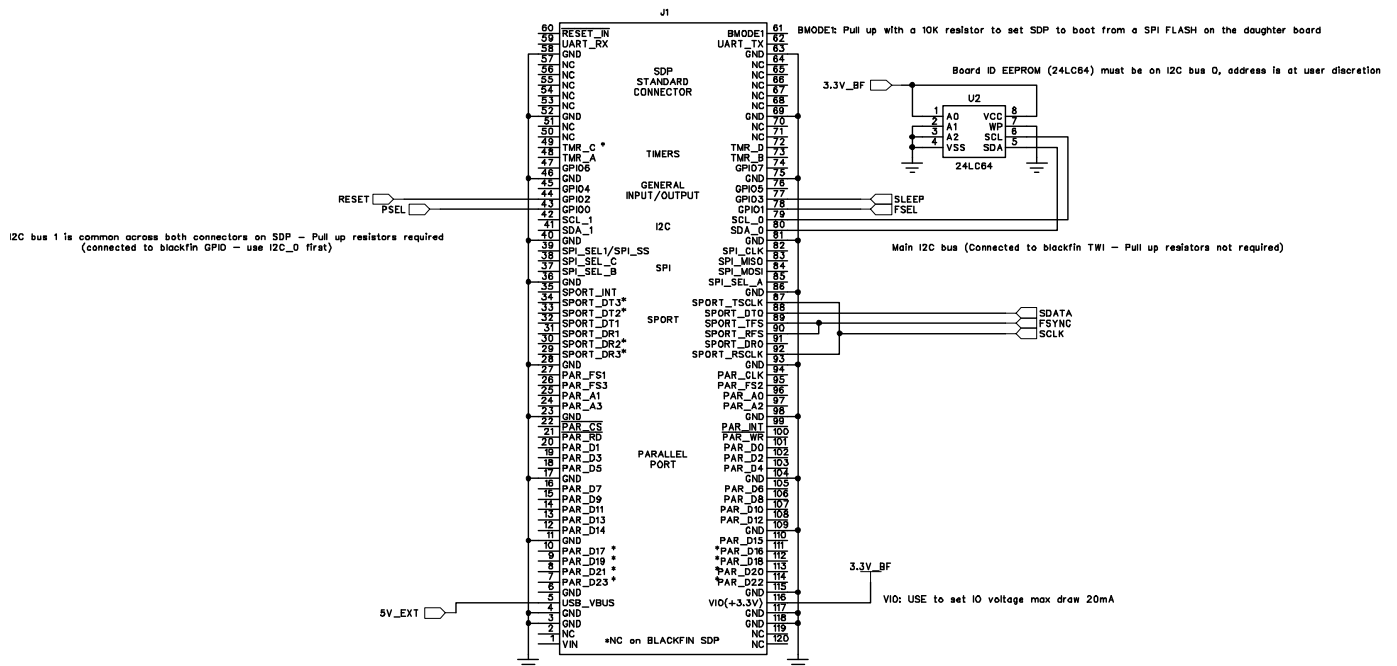 J1
60 RESET_IN BMODE1 61 BMODE1: Pull up with a 10K resistor to set SDP to boot from a SPI FLASH on the daughter board
59 UART_RX UART_TX 62
58 GND GND 63
57 NC NC 64
56 NC SDP NC 65
55 NC STANDARD NC 66
54 NC CONNECTOR NC 67
53 NC NC 68
52 GND GND 69
51 NC NC 70
50 NC NC 71
49 TMR_C * TMR_D 72
48 TMR_A TIMERS TMR_B 73
47 GPIO6 GPIO7 74
46 GND GND 75
45 GPIO4 GENERAL GPIO5 76
44 GPIO2 INPUT/OUTPUT GPIO3 77
43 GPIO0 GPIO1 78
42 SCL_1 I2C SCL_0 79
41 SDA_1 SDA_0 80
40 GND GND 81
39 SPI_SEL1/SPI_SS SPI_CLK 82
38 SPI_SEL_C SPI SPI_MISO 83
37 SPI_SEL_B SPI_MOSI 84
36 GND SPI_SEL_A 85
35 SPORT_INT GND 86
34 SPORT_DT3* SPORT_TSCLK 87
33 SPORT_DT2* SPORT SPORT_DT0 88
32 SPORT_DT1 SPORT_TFS 89
31 SPORT_DR1 SPORT_RFS 90
30 SPORT_DR2* SPORT_DR0 91
29 SPORT_DR3* SPORT_RSCLK 92
28 GND GND 93
27 PAR_FS1 PAR_CLK 94
26 PAR_FS3 PAR_FS2 95
25 PAR_A1 PAR_A0 96
24 PAR_A3 PAR_A2 97
23 GND GND 98
22 PAR_CS PAR_INT 99
21 PAR_RD PAR_WR 100
20 PAR_D1 PAR_D0 101
19 PAR_D3 PARALLEL PAR_D2 102
18 PAR_D5 PORT PAR_D4 103
17 GND GND 104
16 PAR_D7 PAR_D6 105
15 PAR_D9 PAR_D8 106
14 PAR_D11 PAR_D10 107
13 PAR_D13 PAR_D12 108
12 PAR_D14 GND 109
11 GND PAR_D15 110
10 PAR_D17 * *PAR_D16 111
9 PAR_D19 * *PAR_D18 112
8 PAR_D21 * *PAR_D20 113
7 PAR_D23 * *PAR_D22 114
6 GND GND 115
5 USB_VBUS VIO(+3.3V) 116
4 GND GND 117
3 GND GND 118
2 NC NC 119
1 VIN *NC on BLACKFIN SDP NC 120
RESET
PSEL
I2C bus 1 is common across both connectors on SDP – Pull up resistors required
(connected to blackfin GPIO – use I2C_0 first)
5V_EXT
Board ID EEPROM (24LC64) must be on I2C bus 0, address is at user discretion
3.3V_BF
U2
1 A0 VCC 8
2 A1 WP 7
3 A2 SCL 6
4 VSS SDA 5
24LC64
SLEEP
FSEL
Main I2C bus (Connected to blackfin TWI – Pull up resistors not required)
SDATA
FSYNC
SCLK
3.3V_BF
VIO: USE to set IO voltage max draw 20mA